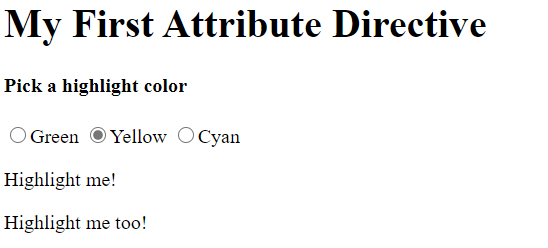 My First Attribute Directive
Pick a highlight color
Green Yellow Cyan
Highlight me!
Highlight me too!